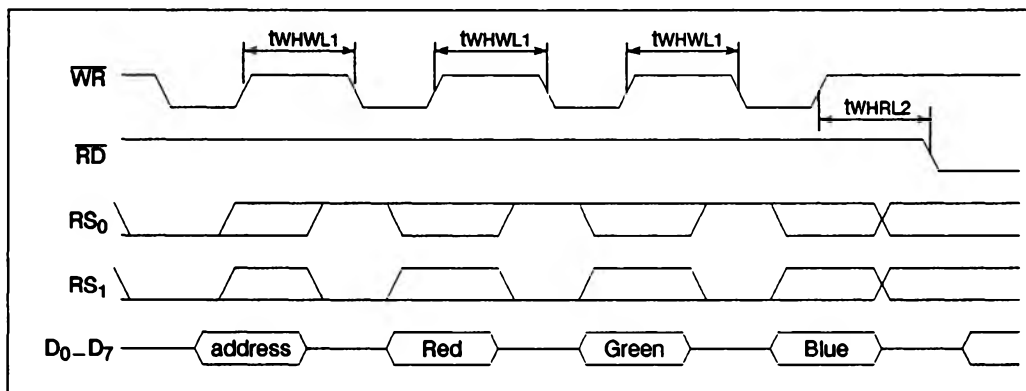 tWHWL1 tWHWL1 tWHWL1
WR
tWHRL2
RD
RS0
RS1
D0–D7 address Red Green Blue